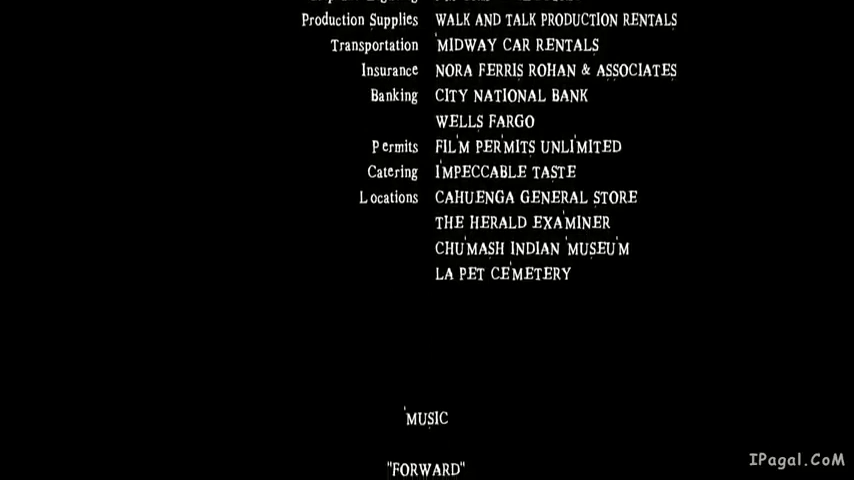 Production Supplies WALK AND TALK PRODUCTION RENTALS
Transportation MIDWAY CAR RENTALS
Insurance NORA FERRIS ROHAN & ASSOCIATES
Banking CITY NATIONAL BANK
WELLS FARGO
Permits FILM PERMITS UNLIMITED
Catering IMPECCABLE TASTE
Locations CAHUENGA GENERAL STORE
THE HERALD EXAMINER
CHUMASH INDIAN MUSEUM
LA PET CEMETERY
MUSIC
"FORWARD"
IPagal.CoM